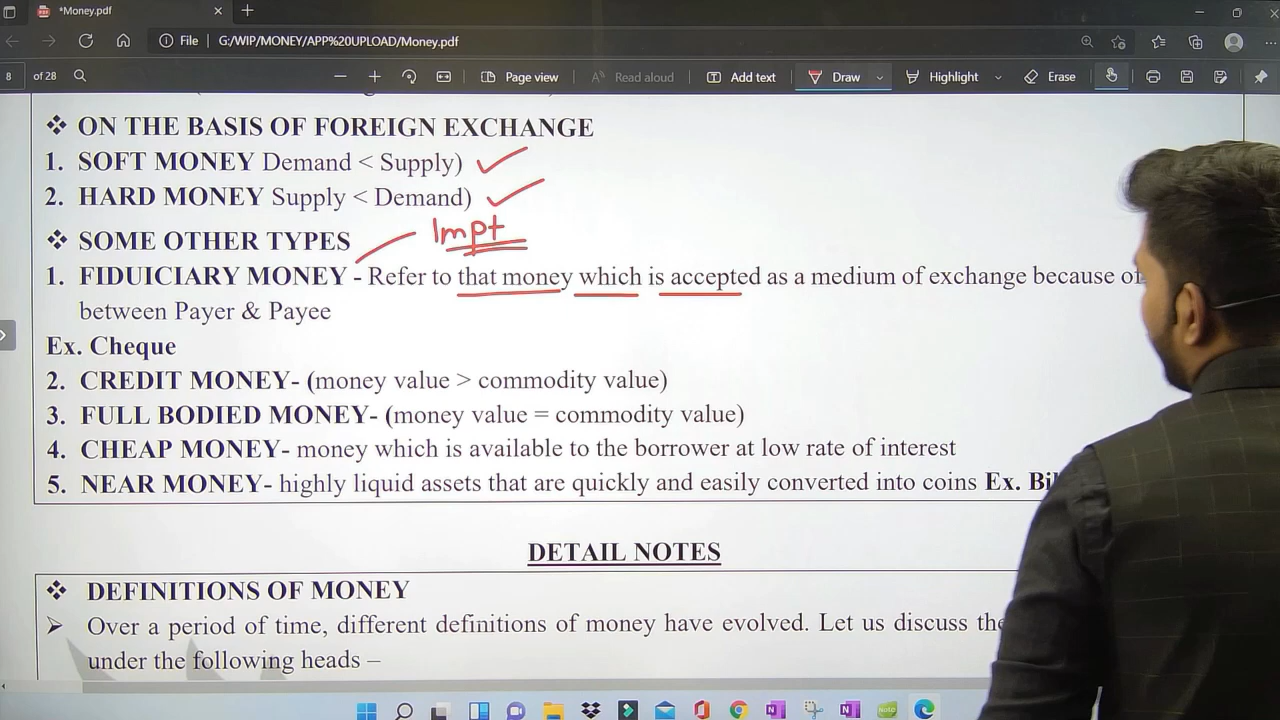 *Money.pdf
File G:/WIP/MONEY/APP%20UPLOAD/Money.pdf
8 of 28 Page view Read aloud Add text Draw Highlight Erase
❖ ON THE BASIS OF FOREIGN EXCHANGE
1. SOFT MONEY Demand < Supply)
2. HARD MONEY Supply < Demand)
Impt
❖ SOME OTHER TYPES
1. FIDUICIARY MONEY - Refer to that money which is accepted as a medium of exchange because of
between Payer & Payee
Ex. Cheque
2. CREDIT MONEY- (money value > commodity value)
3. FULL BODIED MONEY- (money value = commodity value)
4. CHEAP MONEY- money which is available to the borrower at low rate of interest
5. NEAR MONEY- highly liquid assets that are quickly and easily converted into coins Ex.
DETAIL NOTES
❖ DEFINITIONS OF MONEY
➢ Over a period of time, different definitions of money have evolved. Let us discuss
under the following heads –